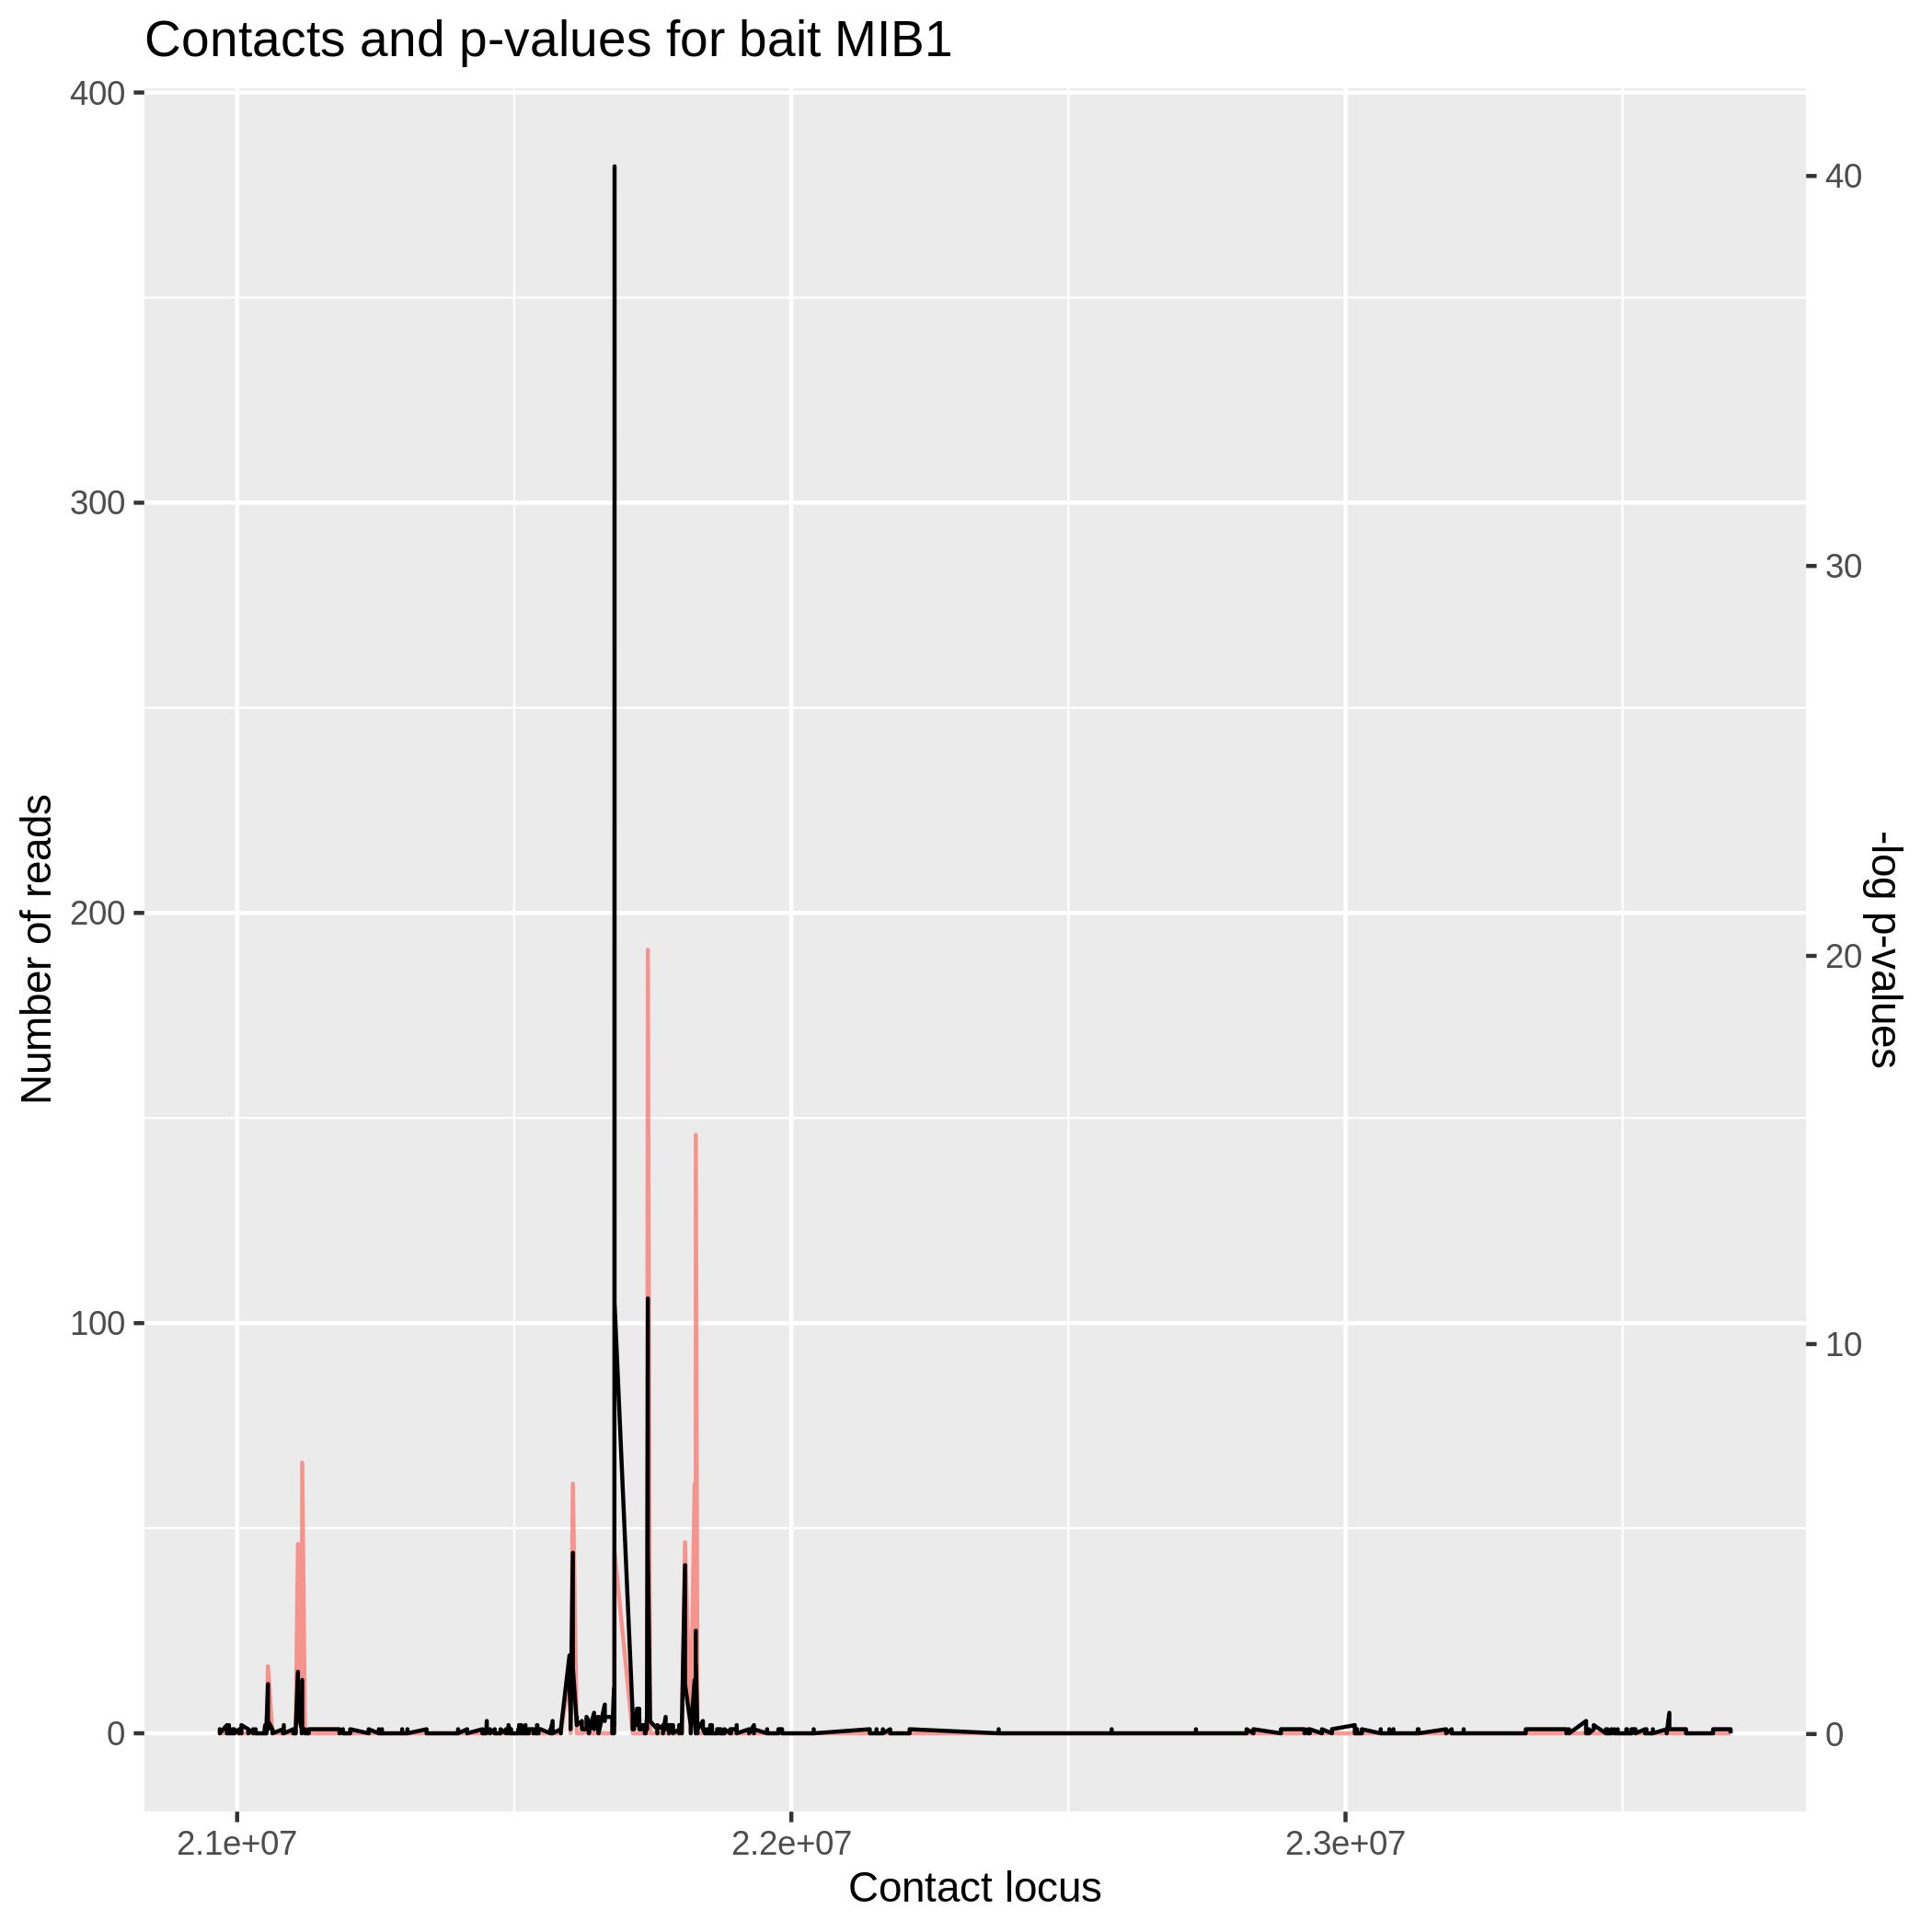 Contacts and p-values for bait MIB1
400
300
200
100
0
Number of reads
40
30
20
10
0
-log p-values
2.1e+07
2.2e+07
2.3e+07
Contact locus